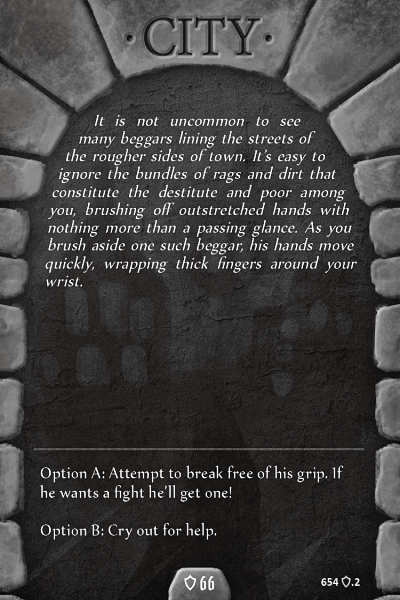 ·CITY·
It is not uncommon to see
many beggars lining the streets of
the rougher sides of town. It's easy to
ignore the bundles of rags and dirt that
constitute the destitute and poor among
you, brushing off outstretched hands with
nothing more than a passing glance. As you
brush aside one such beggar, his hands move
quickly, wrapping thick fingers around your
wrist.
Option A: Attempt to break free of his grip. If
he wants a fight he'll get one!
Option B: Cry out for help.
66
654 .2